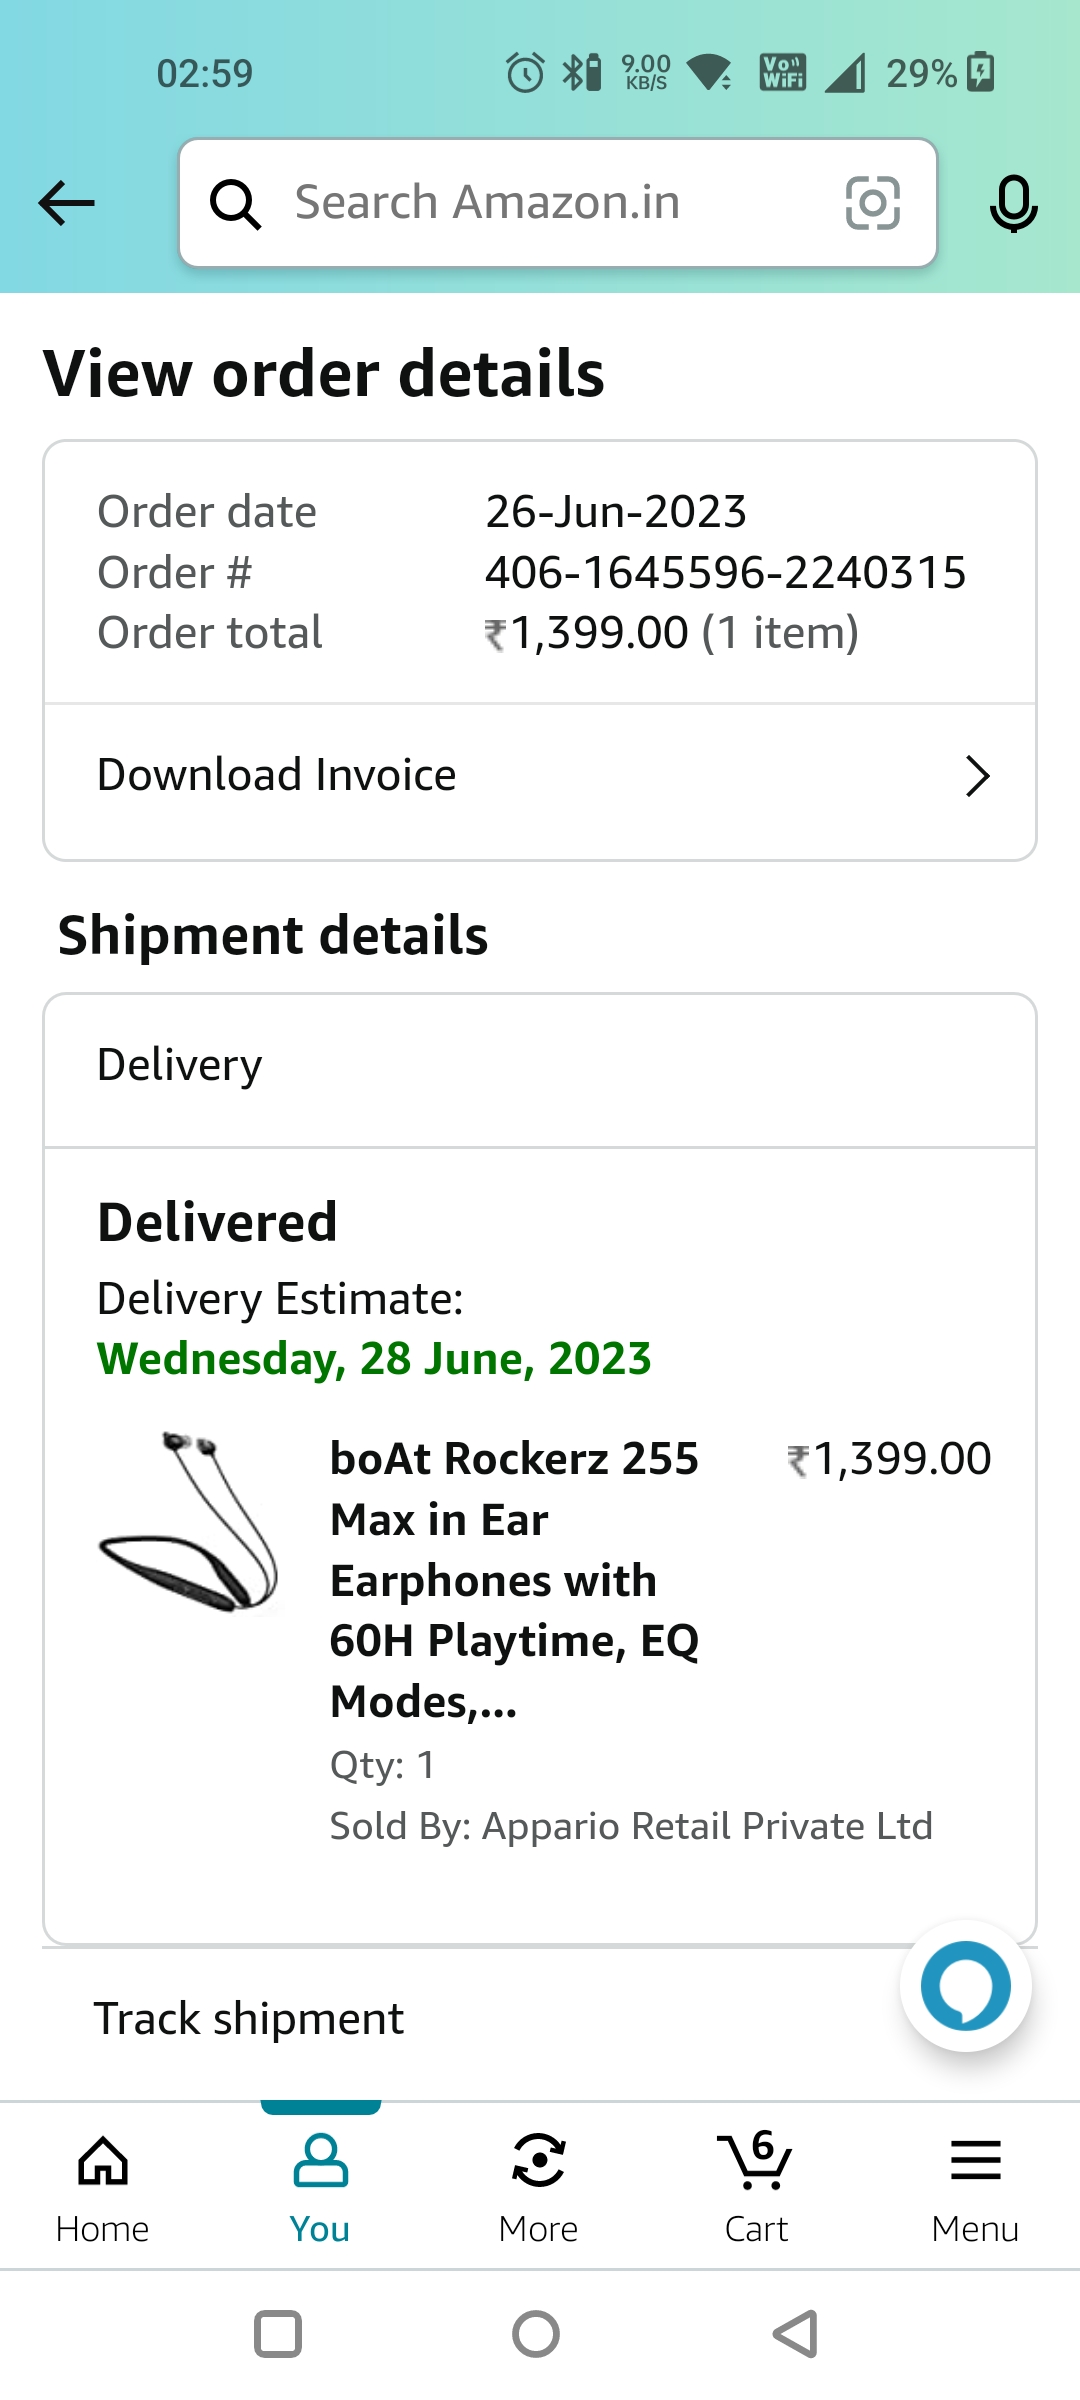 02:59 9.00 KB/S Vo WiFi 29%
Search Amazon.in
View order details
Order date 26-Jun-2023
Order # 406-1645596-2240315
Order total ₹1,399.00 (1 item)
Download Invoice
Shipment details
Delivery
Delivered
Delivery Estimate:
Wednesday, 28 June, 2023
boAt Rockerz 255 ₹1,399.00
Max in Ear
Earphones with
60H Playtime, EQ
Modes,...
Qty: 1
Sold By: Appario Retail Private Ltd
Track shipment
6
Home You More Cart Menu